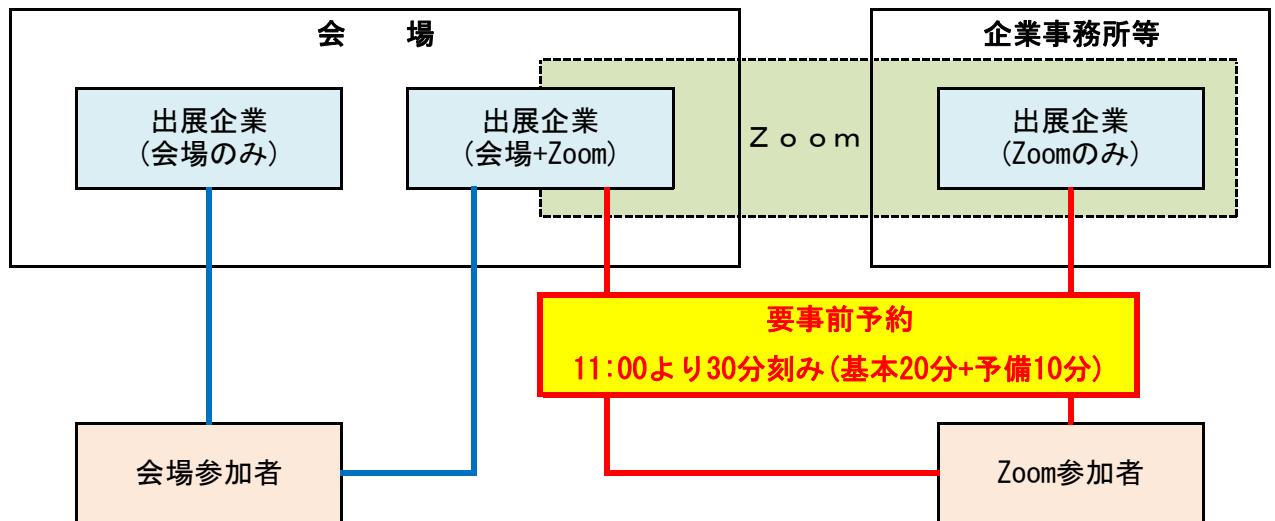 会　　場
企業事務所等
出展企業
(会場のみ)
出展企業
(会場+Zoom)
Ｚｏｏｍ
出展企業
(Zoomのみ)
要事前予約
11:00より30分刻み(基本20分+予備10分)
会場参加者
Zoom参加者